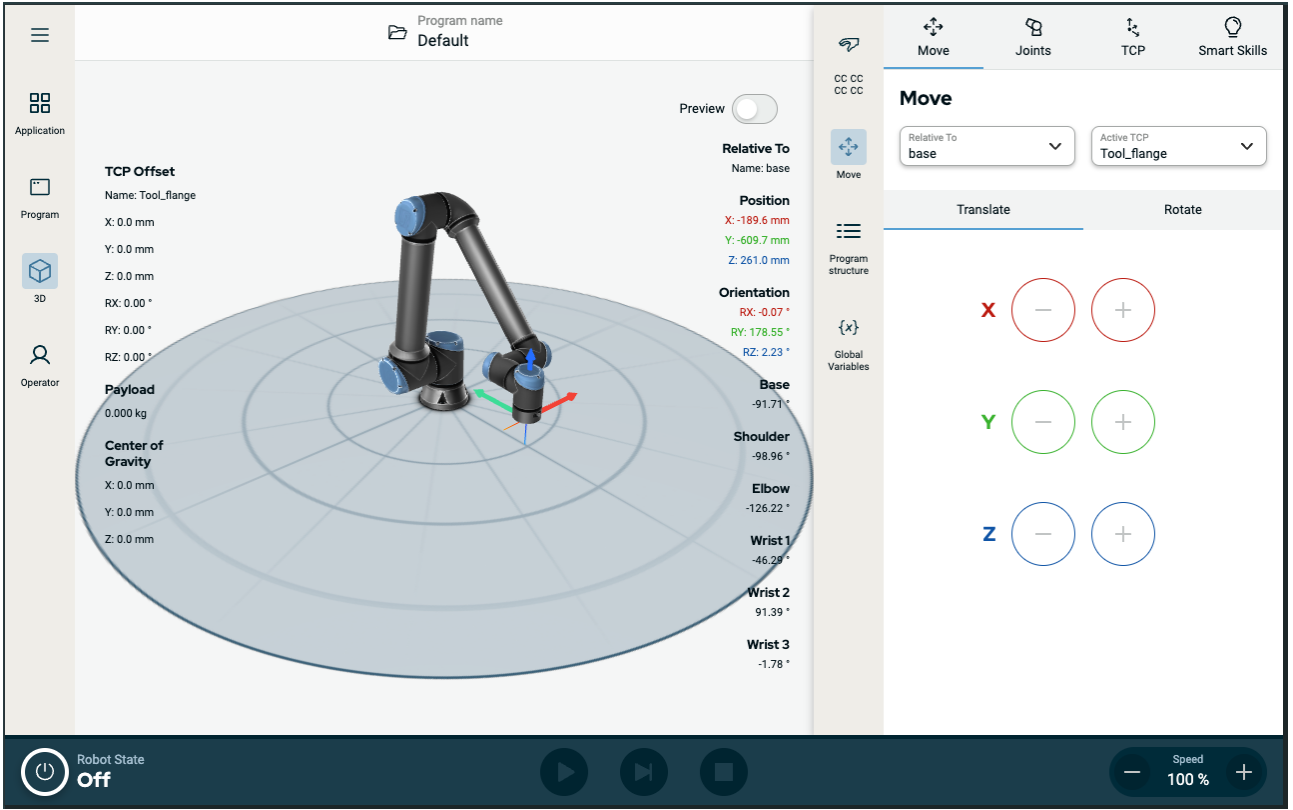 Program name
Default
Application
Program
3D
Operator
Preview
TCP Offset
Name: Tool_flange
X: 0.0 mm
Y: 0.0 mm
Z: 0.0 mm
RX: 0.00 °
RY: 0.00 °
RZ: 0.00 °
Payload
0.000 kg
Center of
Gravity
X: 0.0 mm
Y: 0.0 mm
Z: 0.0 mm
Relative To
Name: base
Position
X: -189.6 mm
Y: -609.7 mm
Z: 261.0 mm
Orientation
RX: -0.07 °
RY: 178.55 °
RZ: 2.23 °
Base
-91.71 °
Shoulder
-98.96 °
Elbow
-126.22 °
Wrist 1
-46.29 °
Wrist 2
91.39 °
Wrist 3
-1.78 °
CC CC
CC CC
Move
Program
structure
{x}
Global
Variables
Move
Joints
TCP
Smart Skills
Move
Relative To
base
Active TCP
Tool_flange
Translate
Rotate
X − +
Y − +
Z − +
Robot State
Off
Speed
− 100 % +